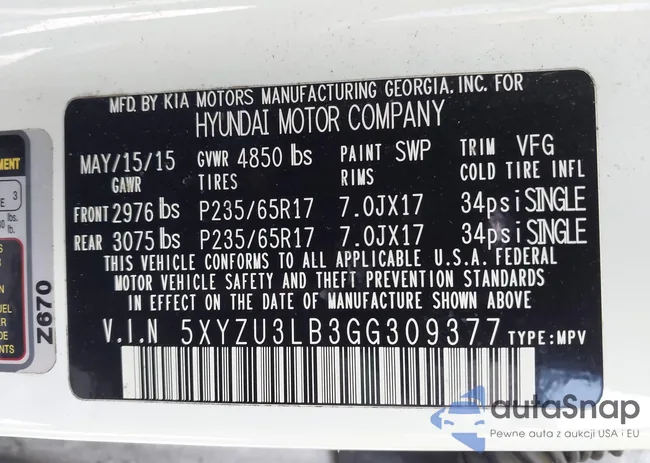 MFD. BY KIA MOTORS MANUFACTURING GEORGIA. INC. FOR
HYUNDAI MOTOR COMPANY
MAY/15/15 GVWR 4850 lbs PAINT SWP TRIM VFG
GAWR TIRES RIMS COLD TIRE INFL
FRONT 2976 lbs P235/65R17 7.0JX17 34psi SINGLE
REAR 3075 lbs P235/65R17 7.0JX17 34psi SINGLE
THIS VEHICLE CONFORMS TO ALL APPLICABLE U.S.A. FEDERAL
MOTOR VEHICLE SAFETY AND THEFT PREVENTION STANDARDS
IN EFFECT ON THE DATE OF MANUFACTURE SHOWN ABOVE
V.I.N 5XYZU3LB3GG309377 TYPE:MPV
3
lbs.
Z670
autaSnap
Pewne auta z aukcji USA i EU